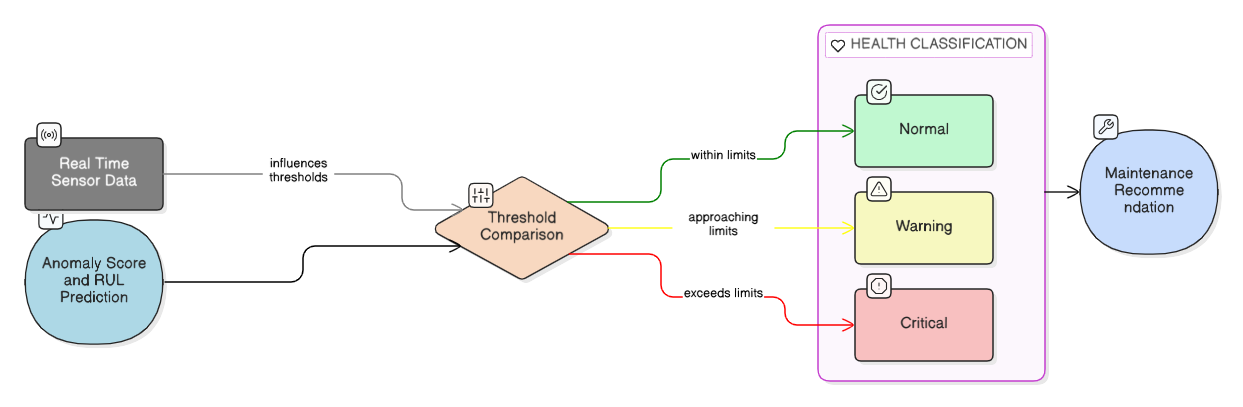 HEALTH CLASSIFICATION
Real Time
Sensor Data
influences
thresholds
Anomaly Score
and RUL
Prediction
Threshold
Comparison
within limits
approaching
limits
exceeds limits
Normal
Warning
Critical
Maintenance
Recomme
ndation